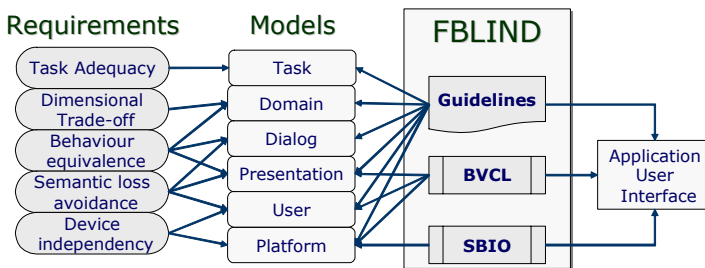 Requirements
Models
FBLIND
Task Adequacy
Dimensional
Trade-off
Behaviour
equivalence
Semantic loss
avoidance
Device
independency
Task
Domain
Dialog
Presentation
User
Platform
Guidelines
BVCL
SBIO
Application
User
Interface